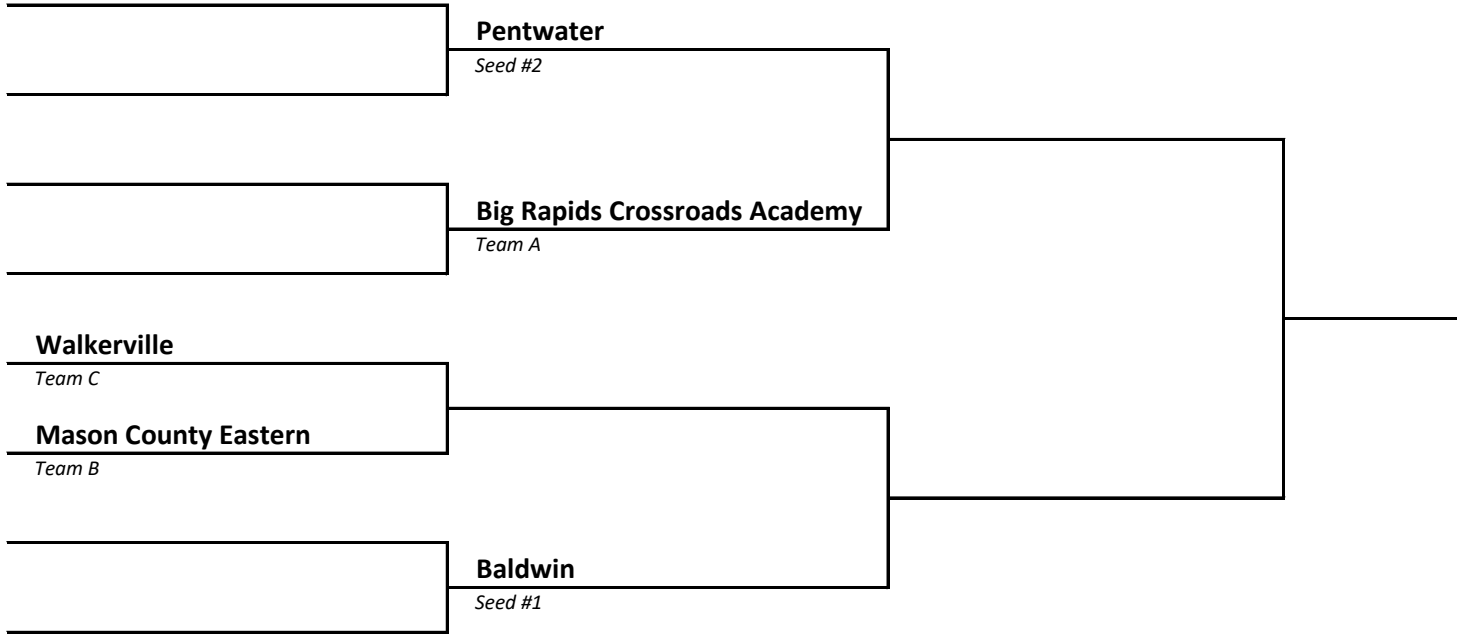 Pentwater
Seed #2
Big Rapids Crossroads Academy
Team A
Walkerville
Team C
Mason County Eastern
Team B
Baldwin
Seed #1